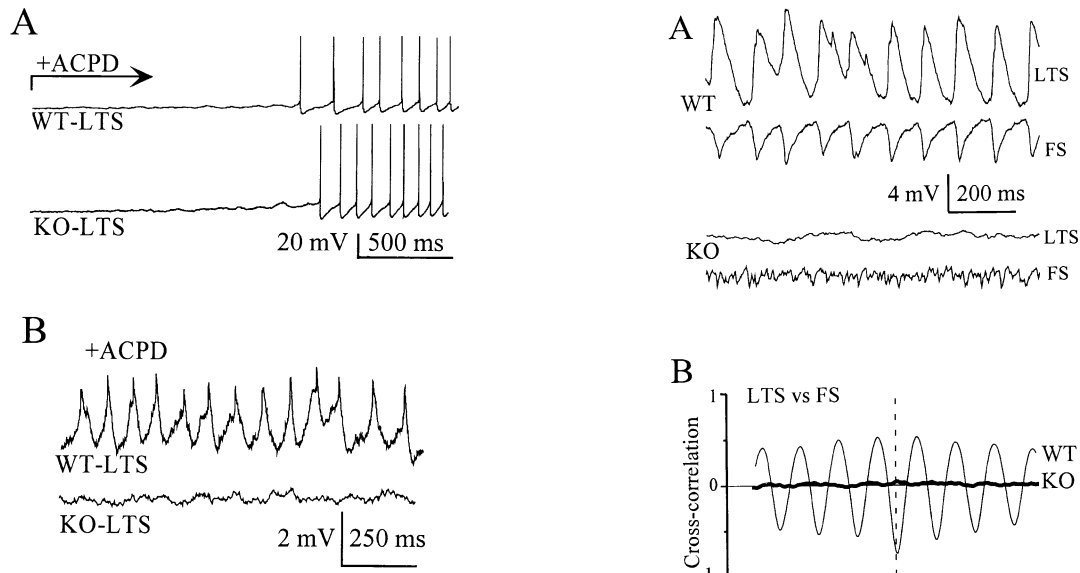 A
+ACPD
WT-LTS
KO-LTS
20 mV 500 ms
B
+ACPD
WT-LTS
KO-LTS
2 mV 250 ms
A
LTS
WT
FS
4 mV 200 ms
LTS
KO
FS
B
1
LTS vs FS
Cross-correlation
WT
0
KO